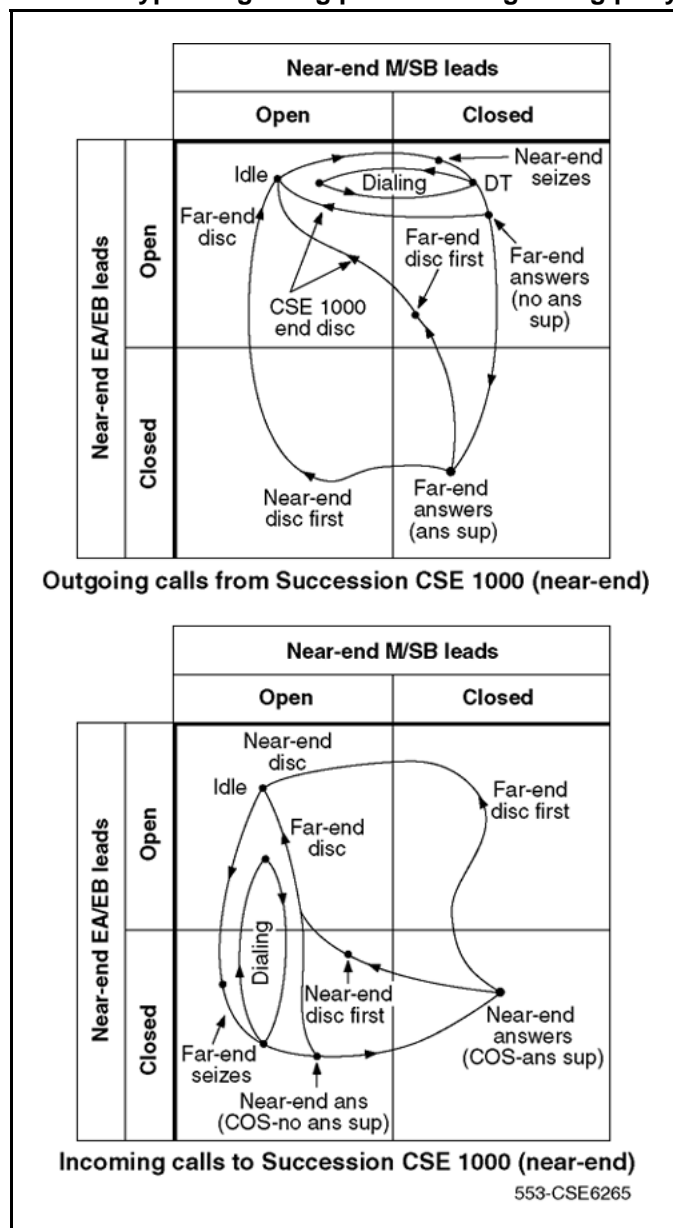 Near-end M/SB leads
Open
Closed
Near-end EA/EB leads
Open
Closed
Idle
Near-end
seizes
Dialing
DT
Far-end
disc
Far-end
disc first
Far-end
answers
(no ans
sup)
CSE 1000
end disc
Near-end
disc first
Far-end
answers
(ans sup)
Outgoing calls from Succession CSE 1000 (near-end)
Near-end M/SB leads
Open
Closed
Near-end EA/EB leads
Open
Closed
Near-end
disc
Idle
Far-end
disc first
Far-end
disc
Dialing
Near-end
disc first
Near-end
answers
(COS-ans sup)
Far-end
seizes
Near-end ans
(COS-no ans sup)
Incoming calls to Succession CSE 1000 (near-end)
553-CSE6265